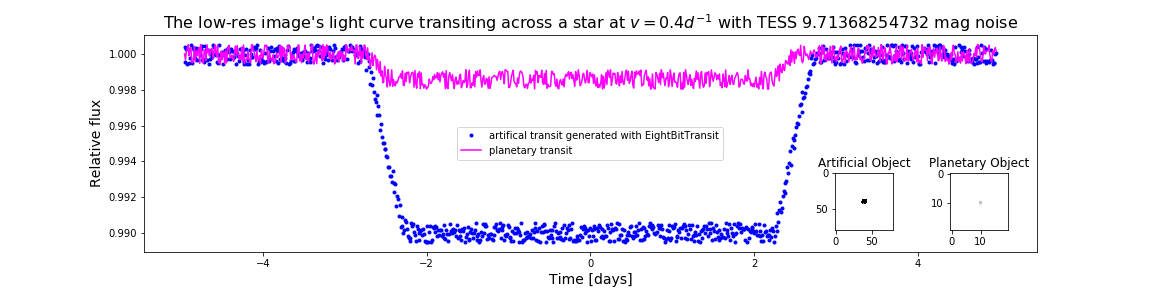 The low-res image's light curve transiting across a star at v = 0.4d⁻¹ with TESS 9.71368254732 mag noise
Relative flux
1.000
0.998
0.996
0.994
0.992
0.990
artifical transit generated with EightBitTransit
planetary transit
Artificial Object
0
50
0
50
Planetary Object
0
10
0
10
−4
−2
0
2
4
Time [days]